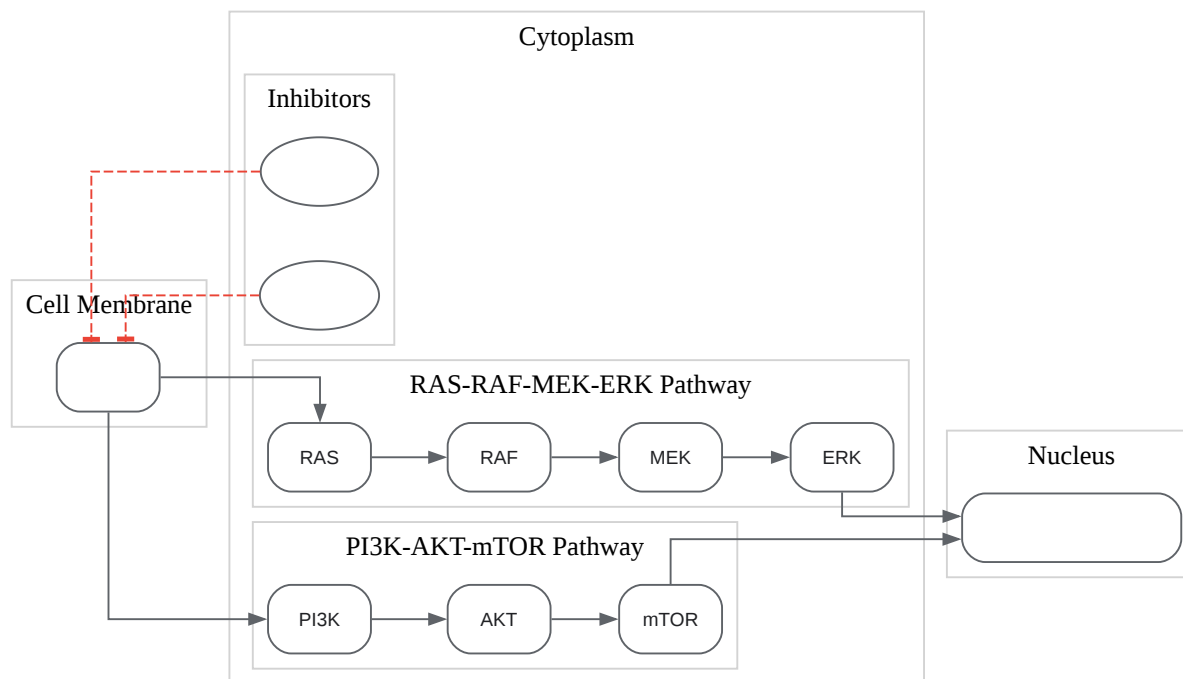 Cytoplasm
Inhibitors
Cell Membrane
RAS-RAF-MEK-ERK Pathway
RAS
RAF
MEK
ERK
Nucleus
PI3K-AKT-mTOR Pathway
PI3K
AKT
mTOR